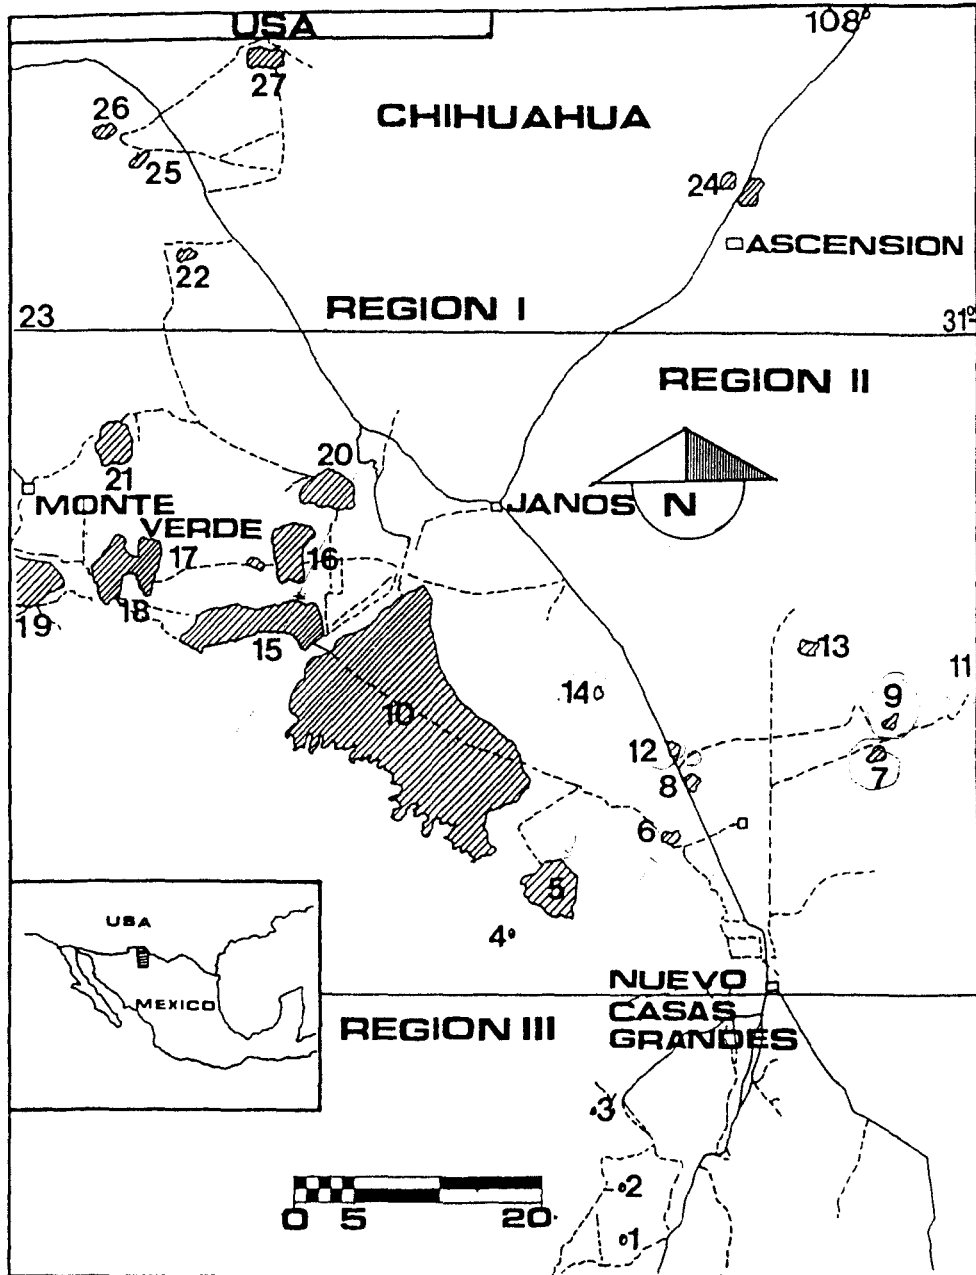 USA
108°
27
CHIHUAHUA
26
25
24
ASCENSION
22
REGION I
23
31°
REGION II
20
21
MONTE
VERDE
JANOS
N
17
16
18
19
15
13
11
14
9
10
12
7
8
6
5
4
USA
MEXICO
NUEVO
CASAS
GRANDES
REGION III
3
2
1
0 5 20